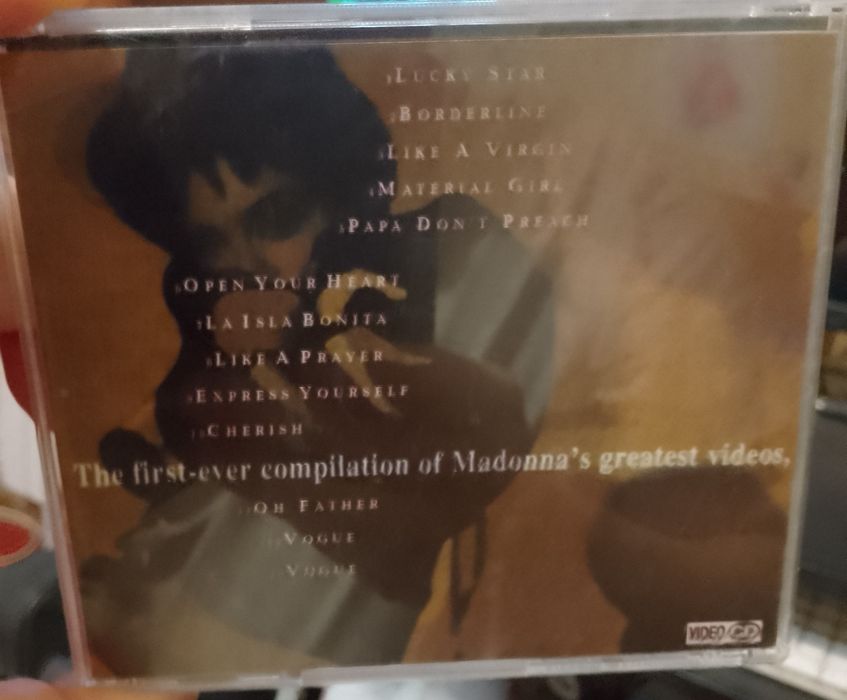 LUCKY STAR
BORDERLINE
LIKE A VIRGIN
MATERIAL GIRL
PAPA DON'T PREACH
OPEN YOUR HEART
LA ISLA BONITA
LIKE A PRAYER
EXPRESS YOURSELF
CHERISH
The first-ever compilation of Madonna's greatest videos,
OH FATHER
VOGUE
VOGUE
VIDEO CD